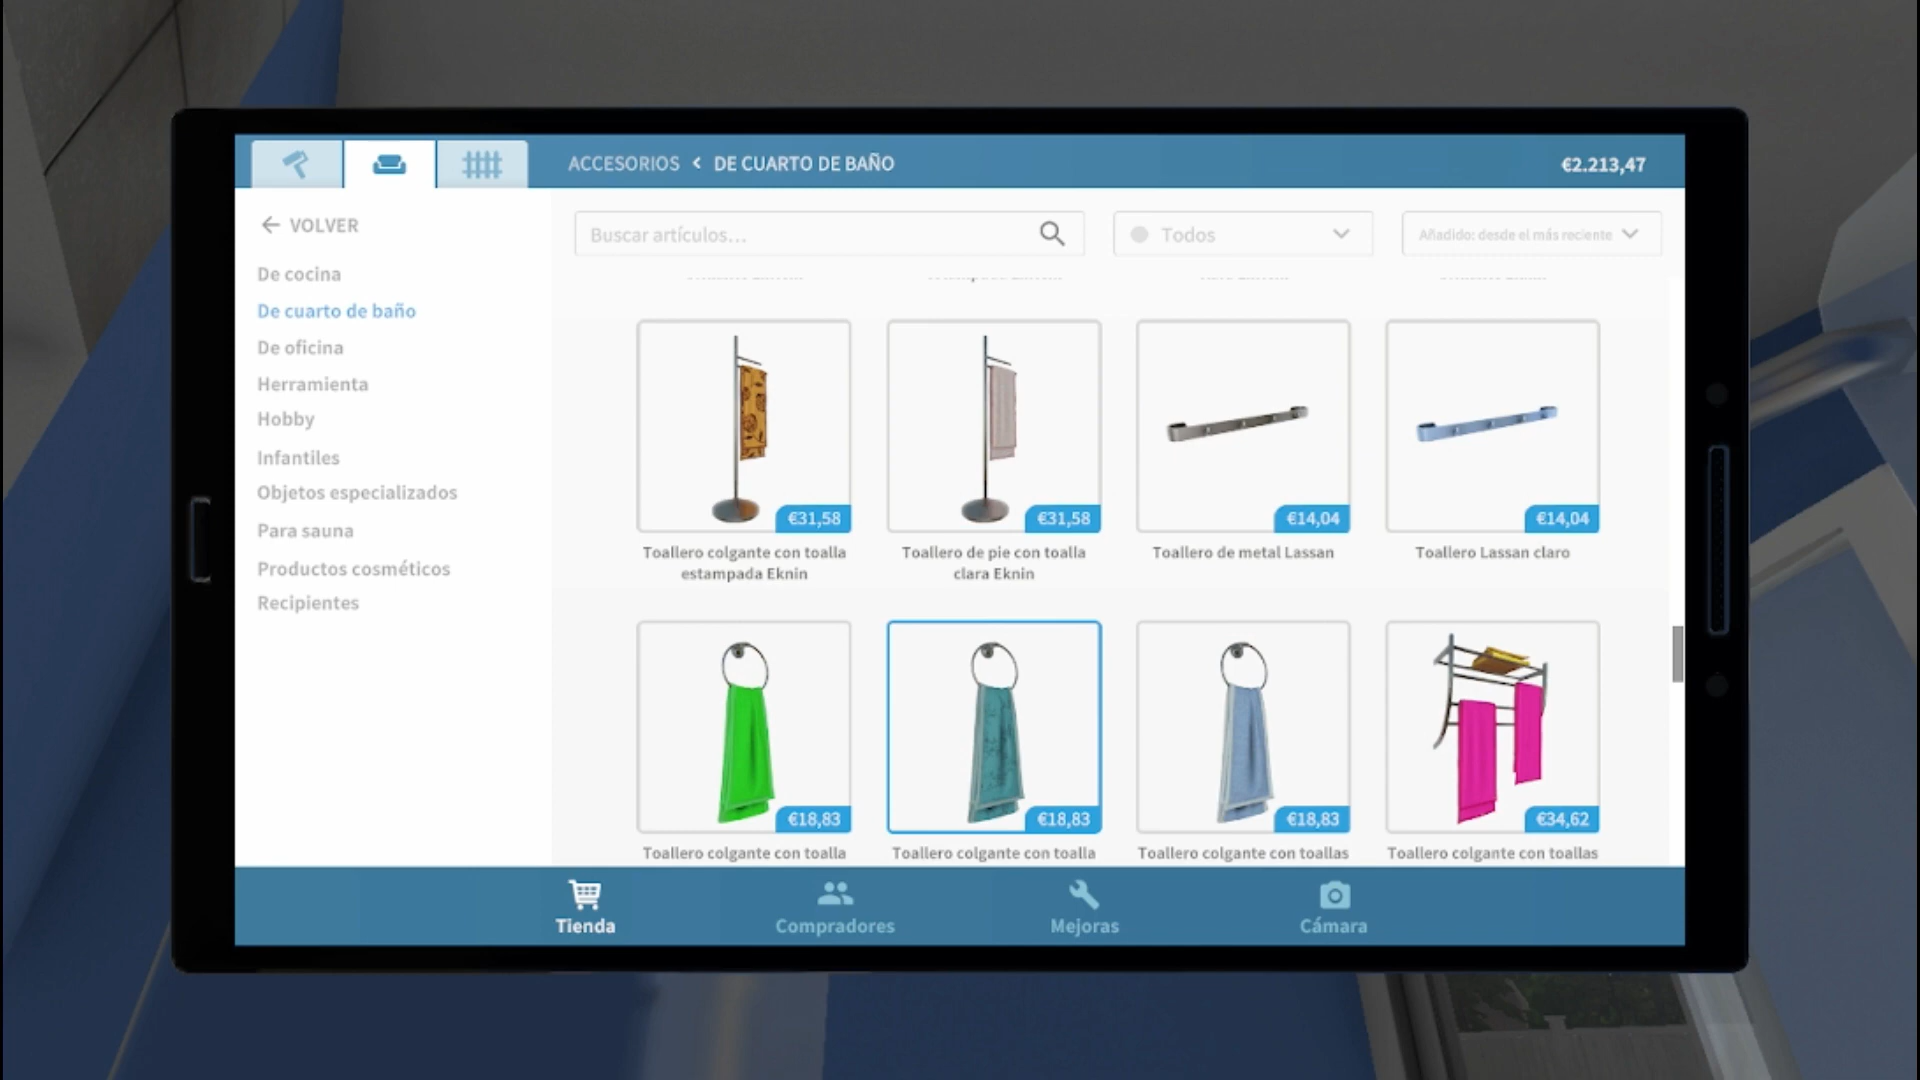 ACCESORIOS < DE CUARTO DE BAÑO
€2.213,47
VOLVER
De cocina
De cuarto de baño
De oficina
Herramienta
Hobby
Infantiles
Objetos especializados
Para sauna
Productos cosméticos
Recipientes
Buscar artículos...
Todos
Añadido: desde el más reciente
€31,58
€31,58
€14,04
€14,04
Toallero colgante con toalla
estampada Eknin
Toallero de pie con toalla
clara Eknin
Toallero de metal Lassan
Toallero Lassan claro
€18,83
€18,83
€18,83
€34,62
Toallero colgante con toalla
Toallero colgante con toalla
Toallero colgante con toallas
Toallero colgante con toallas
Tienda
Compradores
Mejoras
Cámara